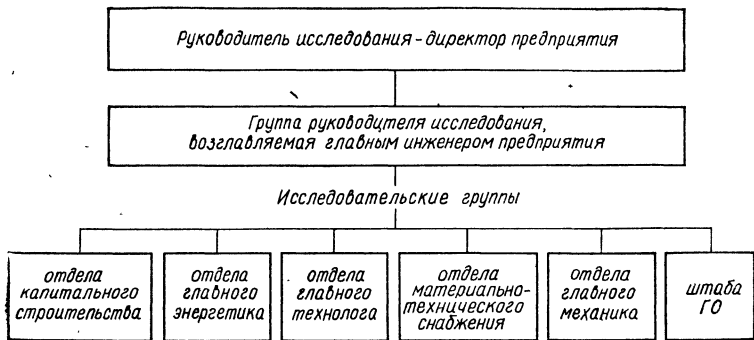 Руководитель исследования - директор предприятия
Группа руководителя исследования,
возглавляемая главным инженером предприятия
Исследовательские группы
отдела
капитального
строительства
отдела
главного
энергетика
отдела
главного
технолога
отдела
материально-
технического
снабжения
отдела
главного
механика
штаба
ГО